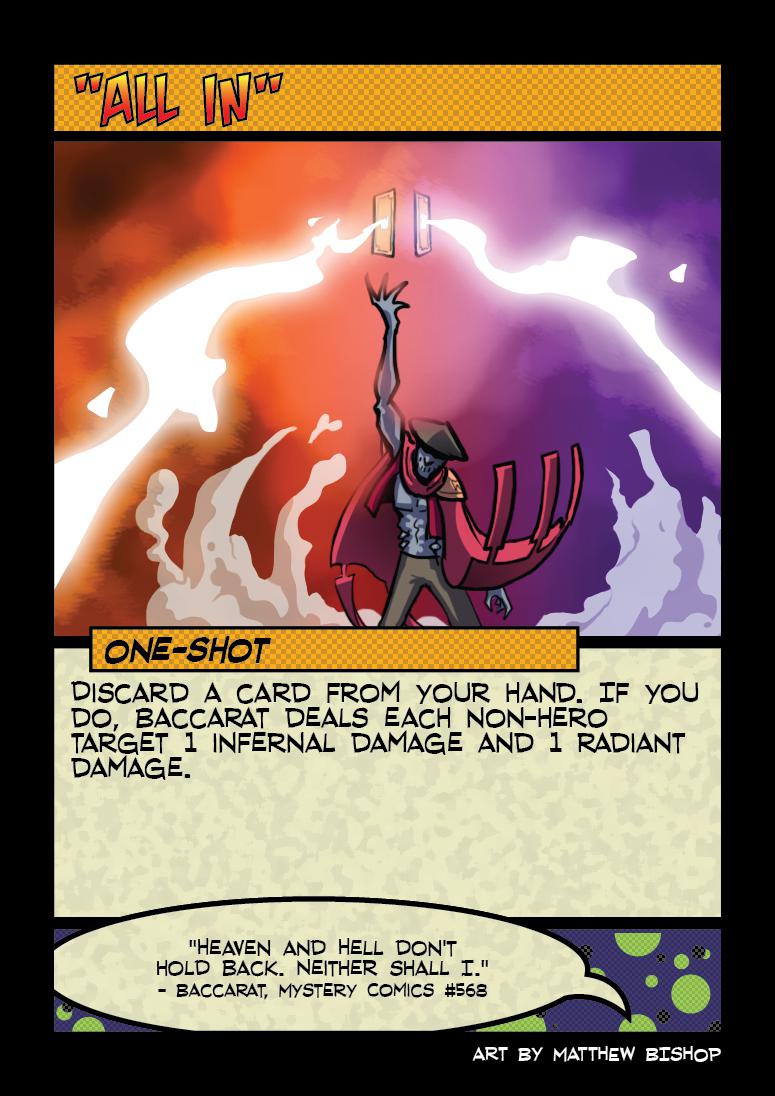 "ALL IN"
ONE-SHOT
DISCARD A CARD FROM YOUR HAND. IF YOU
DO, BACCARAT DEALS EACH NON-HERO
TARGET 1 INFERNAL DAMAGE AND 1 RADIANT
DAMAGE.
"HEAVEN AND HELL DON'T
HOLD BACK. NEITHER SHALL I."
- BACCARAT, MYSTERY COMICS #568
ART BY MATTHEW BISHOP